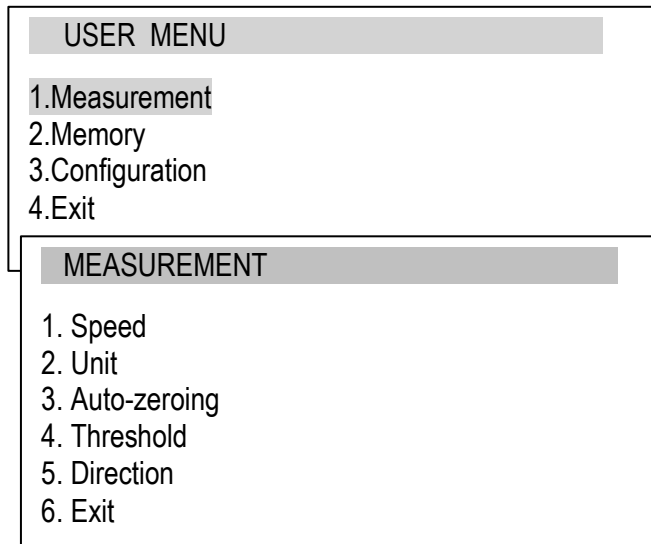 USER MENU
1.Measurement
2.Memory
3.Configuration
4.Exit
MEASUREMENT
1. Speed
2. Unit
3. Auto-zeroing
4. Threshold
5. Direction
6. Exit